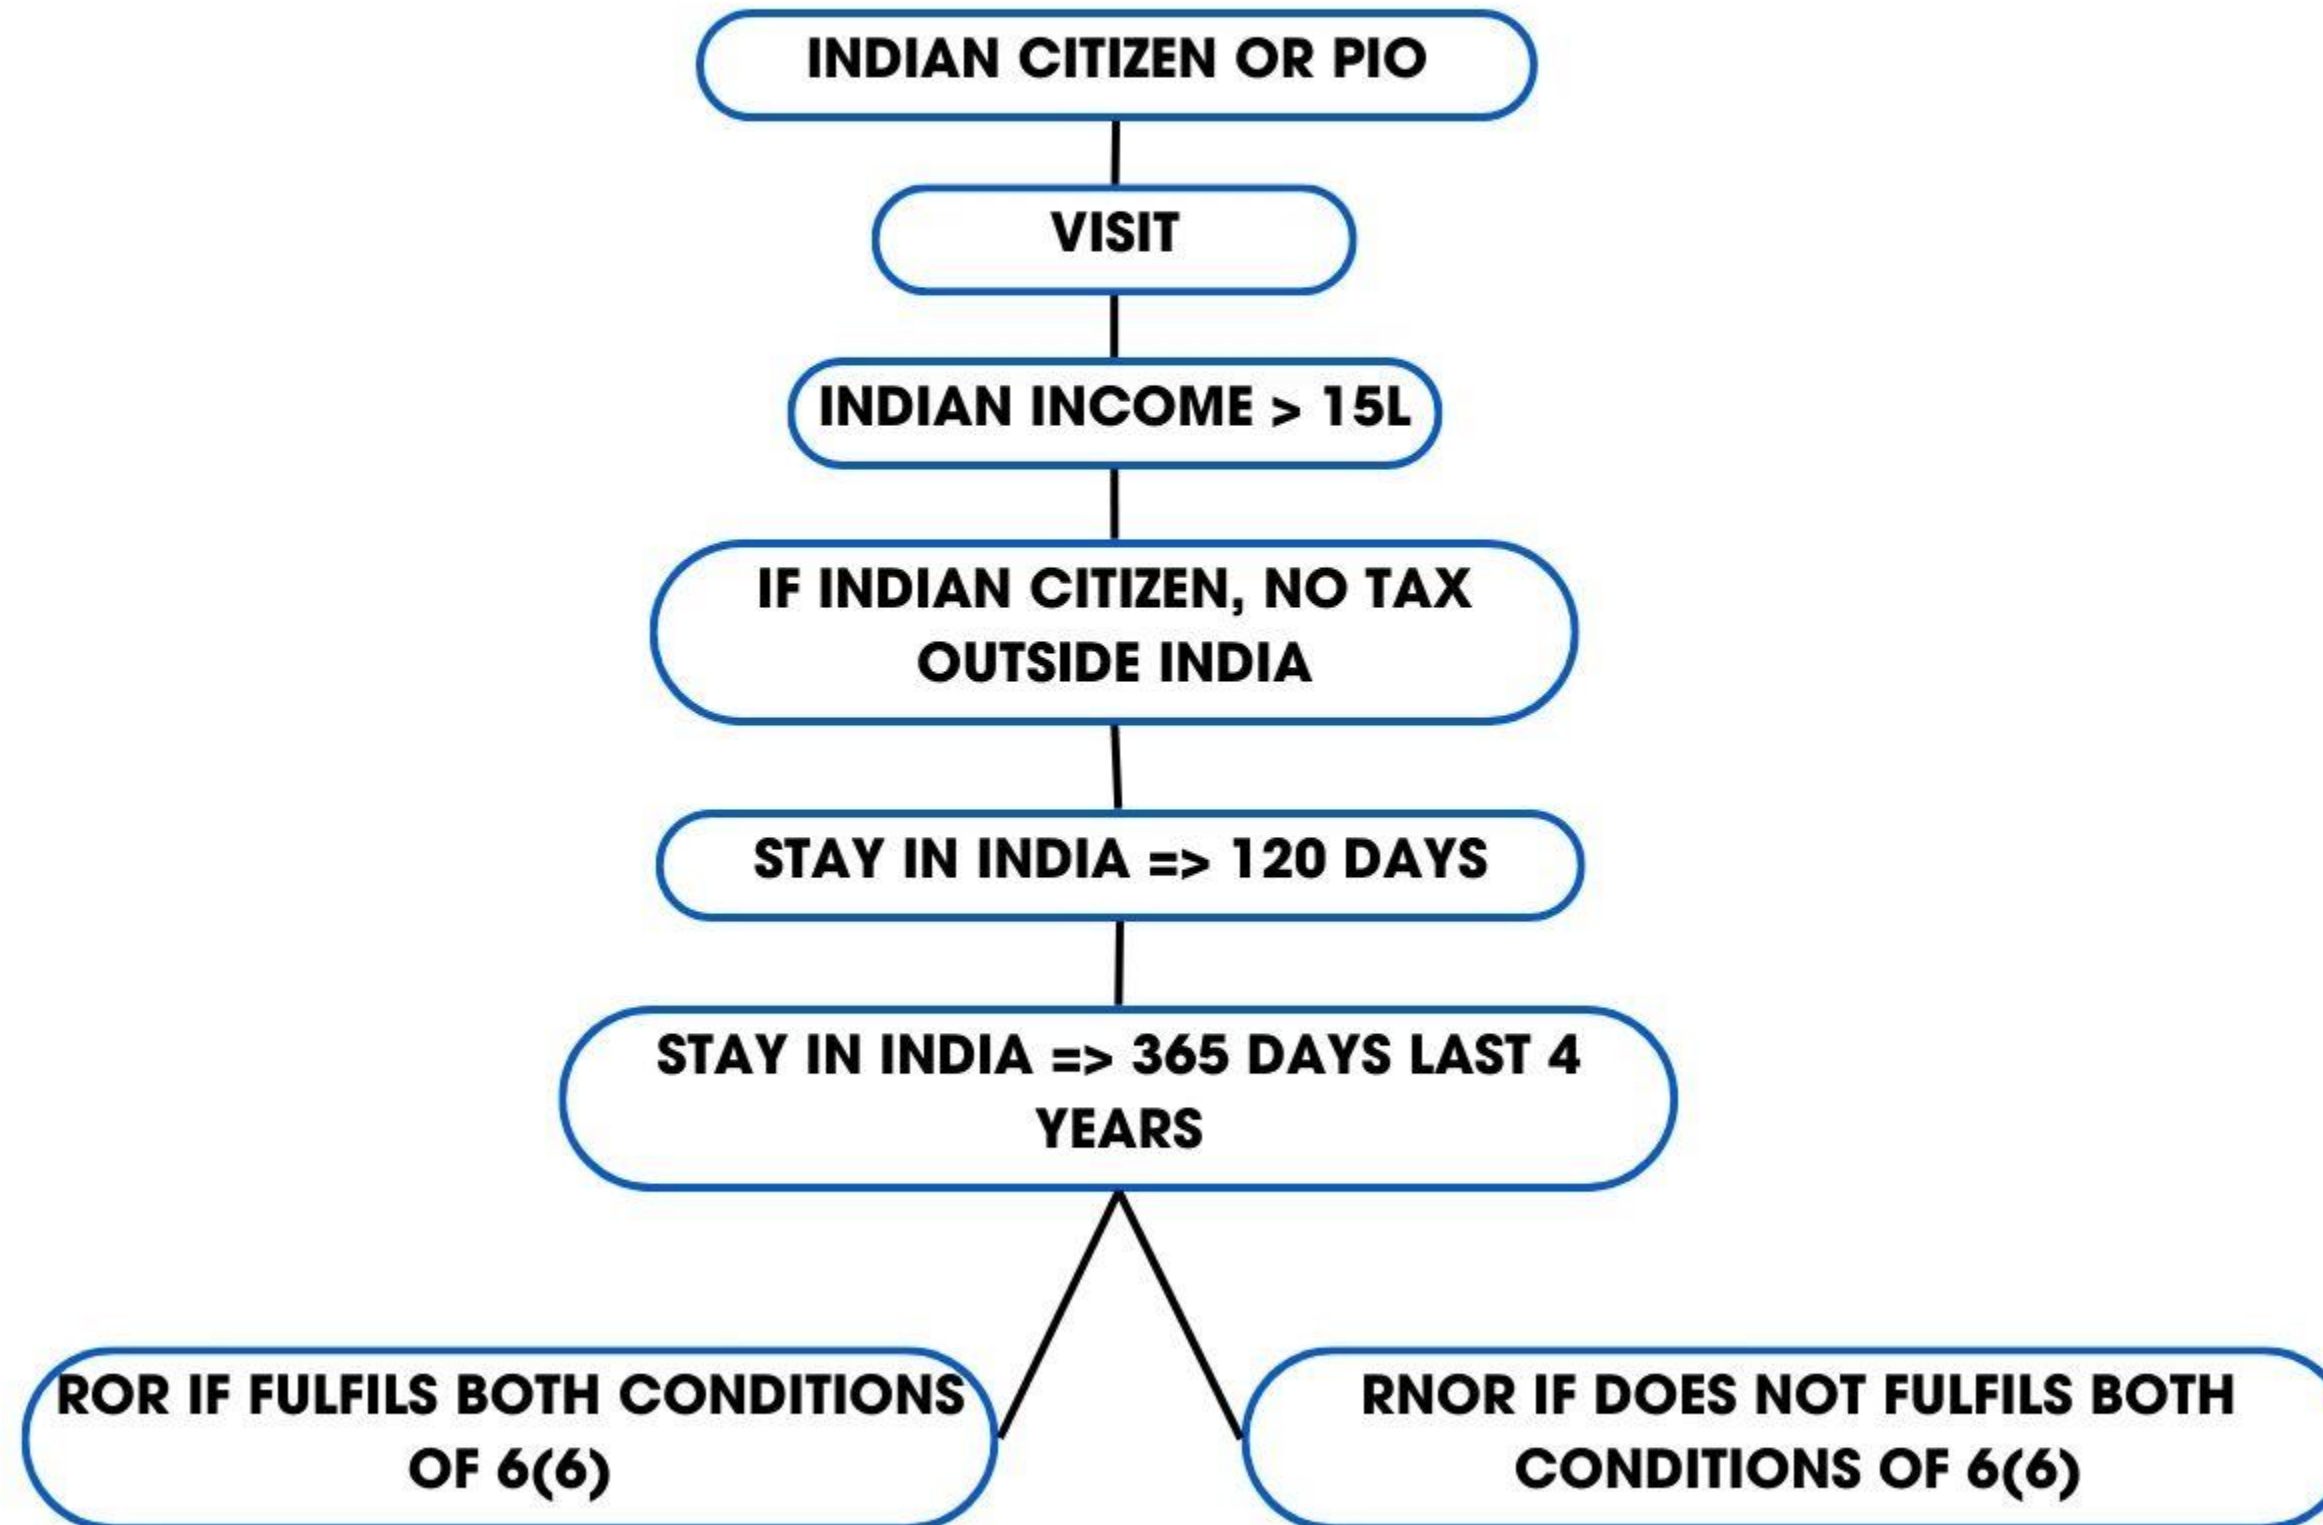 INDIAN CITIZEN OR PIO
VISIT
INDIAN INCOME > 15L
IF INDIAN CITIZEN, NO TAX
OUTSIDE INDIA
STAY IN INDIA => 120 DAYS
STAY IN INDIA => 365 DAYS LAST 4
YEARS
ROR IF FULFILS BOTH CONDITIONS
OF 6(6)
RNOR IF DOES NOT FULFILS BOTH
CONDITIONS OF 6(6)